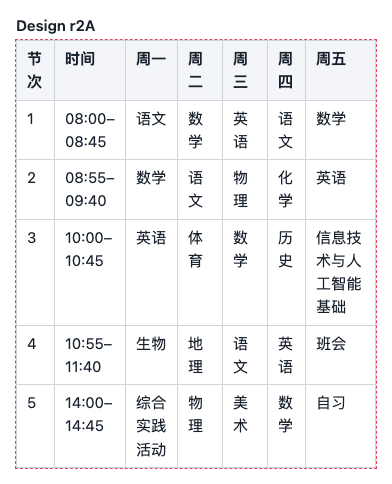 Design r2A
节次 时间 周一 周二 周三 周四 周五
1 08:00–08:45 语文 数学 英语 语文 数学
2 08:55–09:40 数学 语文 物理 化学 英语
3 10:00–10:45 英语 体育 数学 历史 信息技术与人工智能基础
4 10:55–11:40 生物 地理 语文 英语 班会
5 14:00–14:45 综合实践活动 物理 美术 数学 自习